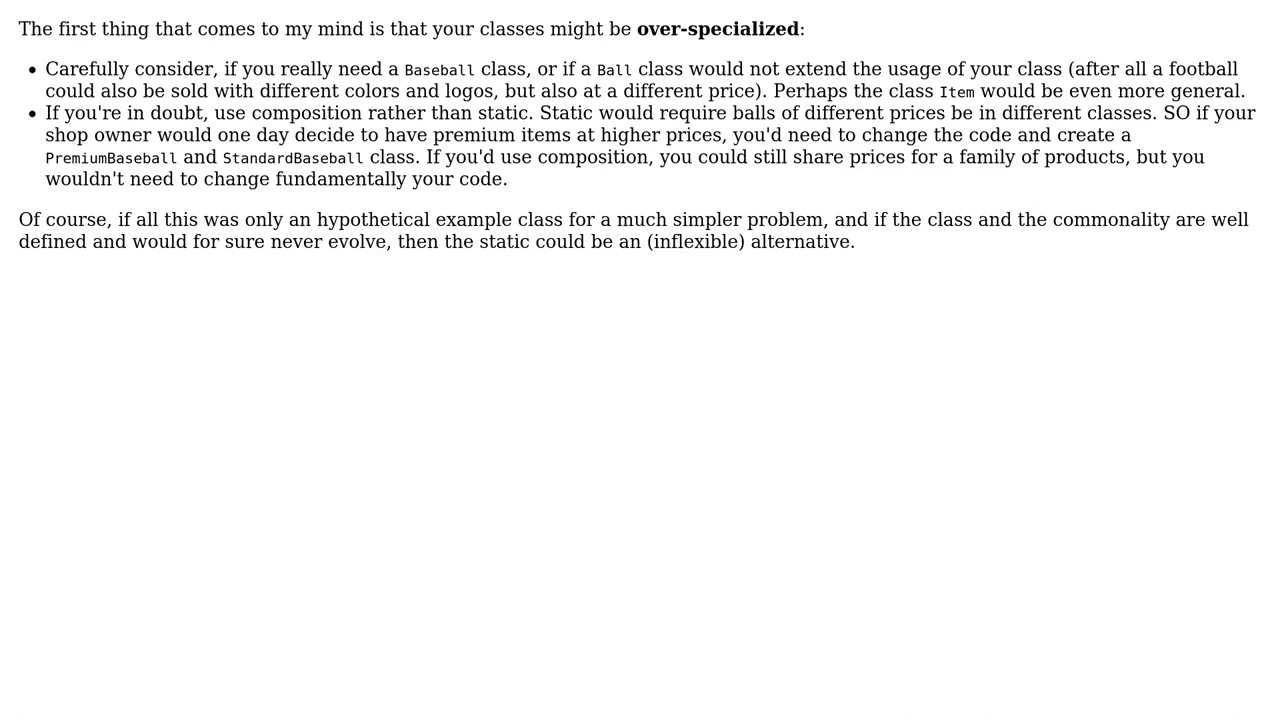 The first thing that comes to my mind is that your classes might be over-specialized:
• Carefully consider, if you really need a Baseball class, or if a Ball class would not extend the usage of your class (after all a football
could also be sold with different colors and logos, but also at a different price). Perhaps the class Item would be even more general.
• If you're in doubt, use composition rather than static. Static would require balls of different prices be in different classes. SO if your
shop owner would one day decide to have premium items at higher prices, you'd need to change the code and create a
PremiumBaseball and StandardBaseball class. If you'd use composition, you could still share prices for a family of products, but you
wouldn't need to change fundamentally your code.
Of course, if all this was only an hypothetical example class for a much simpler problem, and if the class and the commonality are well
defined and would for sure never evolve, then the static could be an (inflexible) alternative.